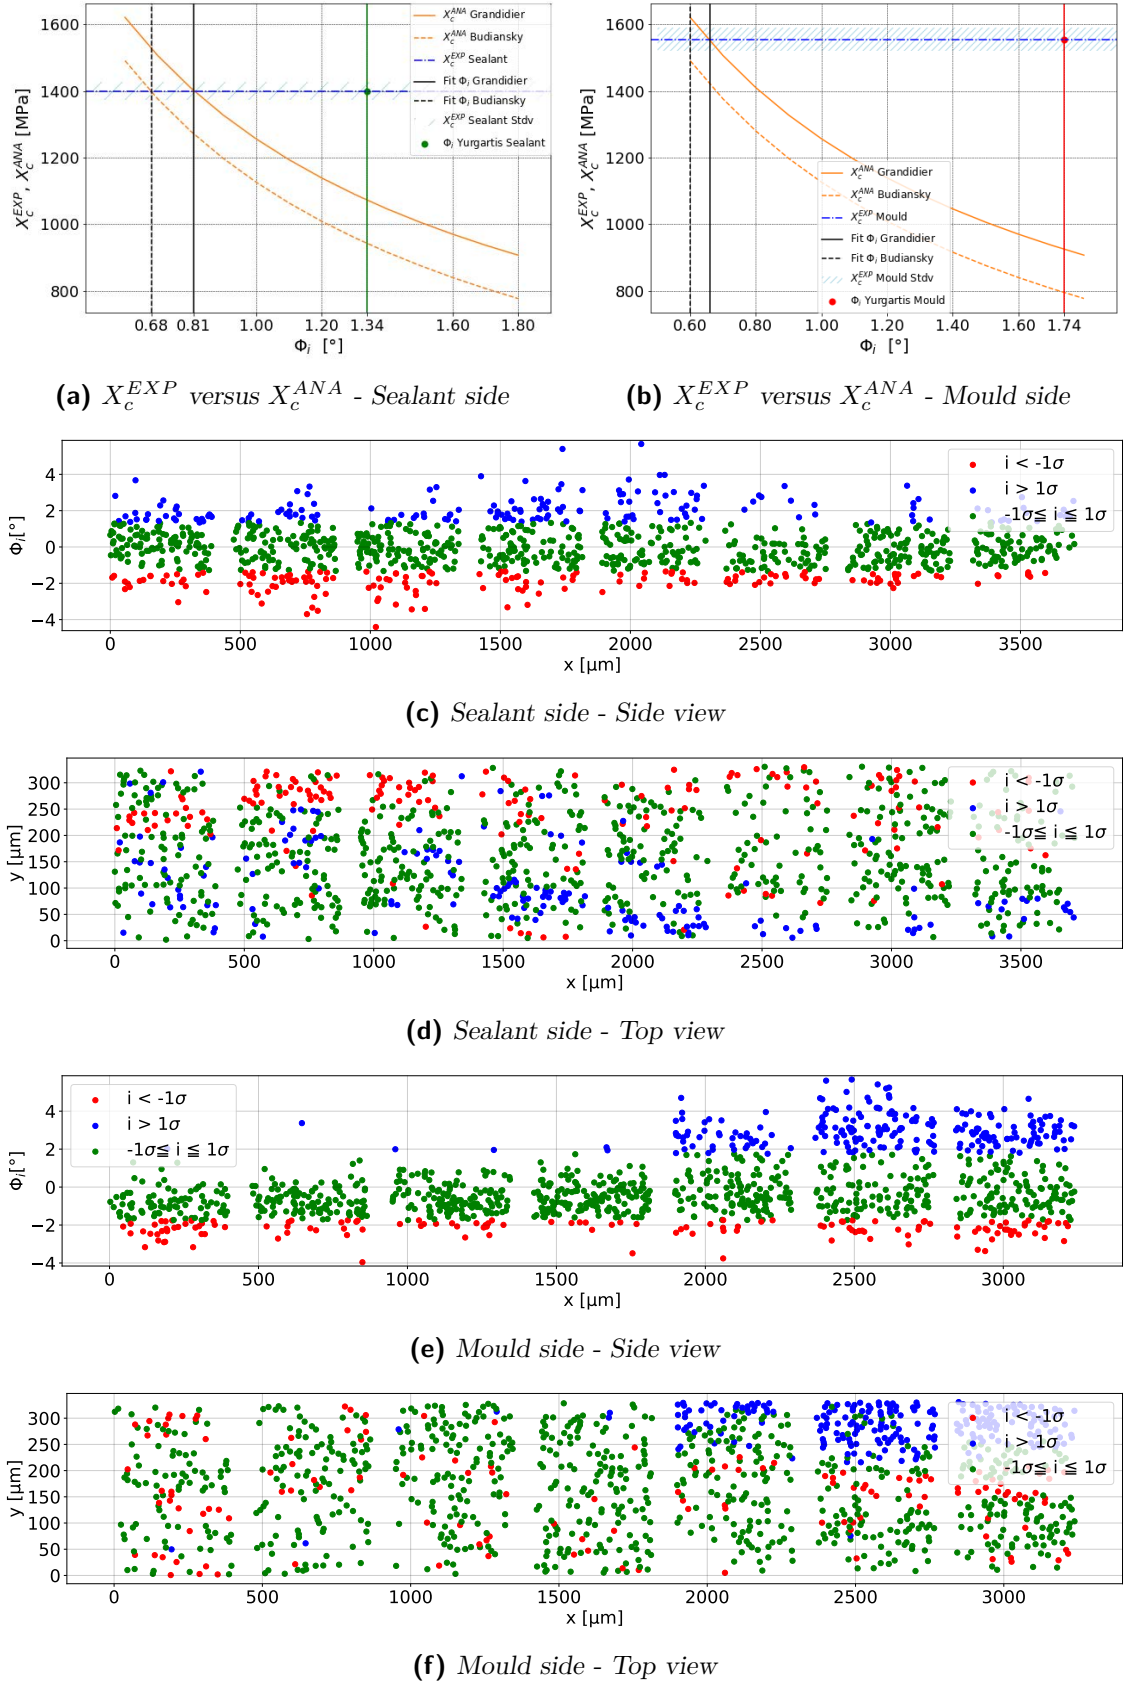 1600
1400
1200
1000
800
X_c^EXP, X_c^ANA [MPa]
X_c^ANA Grandidier
X_c^ANA Budiansky
X_c^EXP Sealant
Fit Φ_i Grandidier
Fit Φ_i Budiansky
X_c^EXP Sealant Stdv
Φ_i Yurgartis Sealant
0.68 0.81 1.00 1.20 1.34 1.60 1.80
Φ_i [°]
1600
1400
1200
1000
800
X_c^EXP, X_c^ANA [MPa]
X_c^ANA Grandidier
X_c^ANA Budiansky
X_c^EXP Mould
Fit Φ_i Grandidier
Fit Φ_i Budiansky
X_c^EXP Mould Stdv
Φ_i Yurgartis Mould
0.60 0.80 1.00 1.20 1.40 1.60 1.74
Φ_i [°]
(a) X_c^EXP versus X_c^ANA - Sealant side
(b) X_c^EXP versus X_c^ANA - Mould side
4
2
0
−2
−4
Φ_i[°]
i < -1σ
i > 1σ
-1σ≦ i ≦ 1σ
0 500 1000 1500 2000 2500 3000 3500
x [µm]
(c) Sealant side - Side view
300
250
200
150
100
50
0
y [µm]
i < -1σ
i > 1σ
-1σ≦ i ≦ 1σ
0 500 1000 1500 2000 2500 3000 3500
x [µm]
(d) Sealant side - Top view
4
2
0
−2
−4
Φ_i[°]
i < -1σ
i > 1σ
-1σ≦ i ≦ 1σ
0 500 1000 1500 2000 2500 3000
x [µm]
(e) Mould side - Side view
300
250
200
150
100
50
0
y [µm]
i < -1σ
i > 1σ
-1σ≦ i ≦ 1σ
0 500 1000 1500 2000 2500 3000
x [µm]
(f) Mould side - Top view